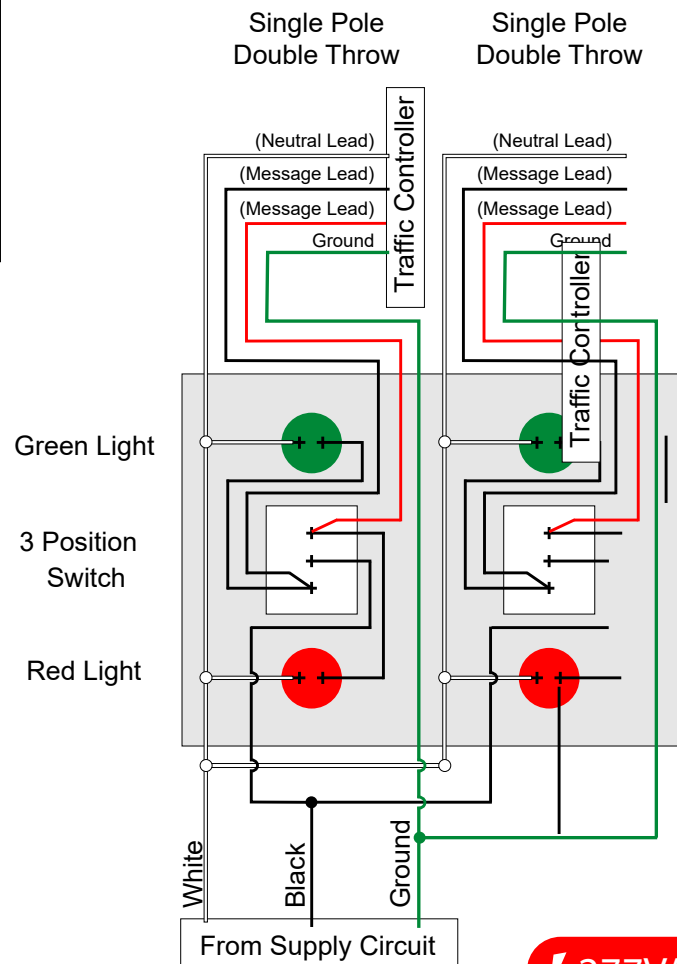 Single Pole
Double Throw
Single Pole
Double Throw
(Neutral Lead)
(Message Lead)
(Message Lead)
Ground
Traffic Controller
(Neutral Lead)
(Message Lead)
(Message Lead)
Ground
Traffic Controller
Green Light
3 Position
Switch
Red Light
White
Black
Ground
From Supply Circuit